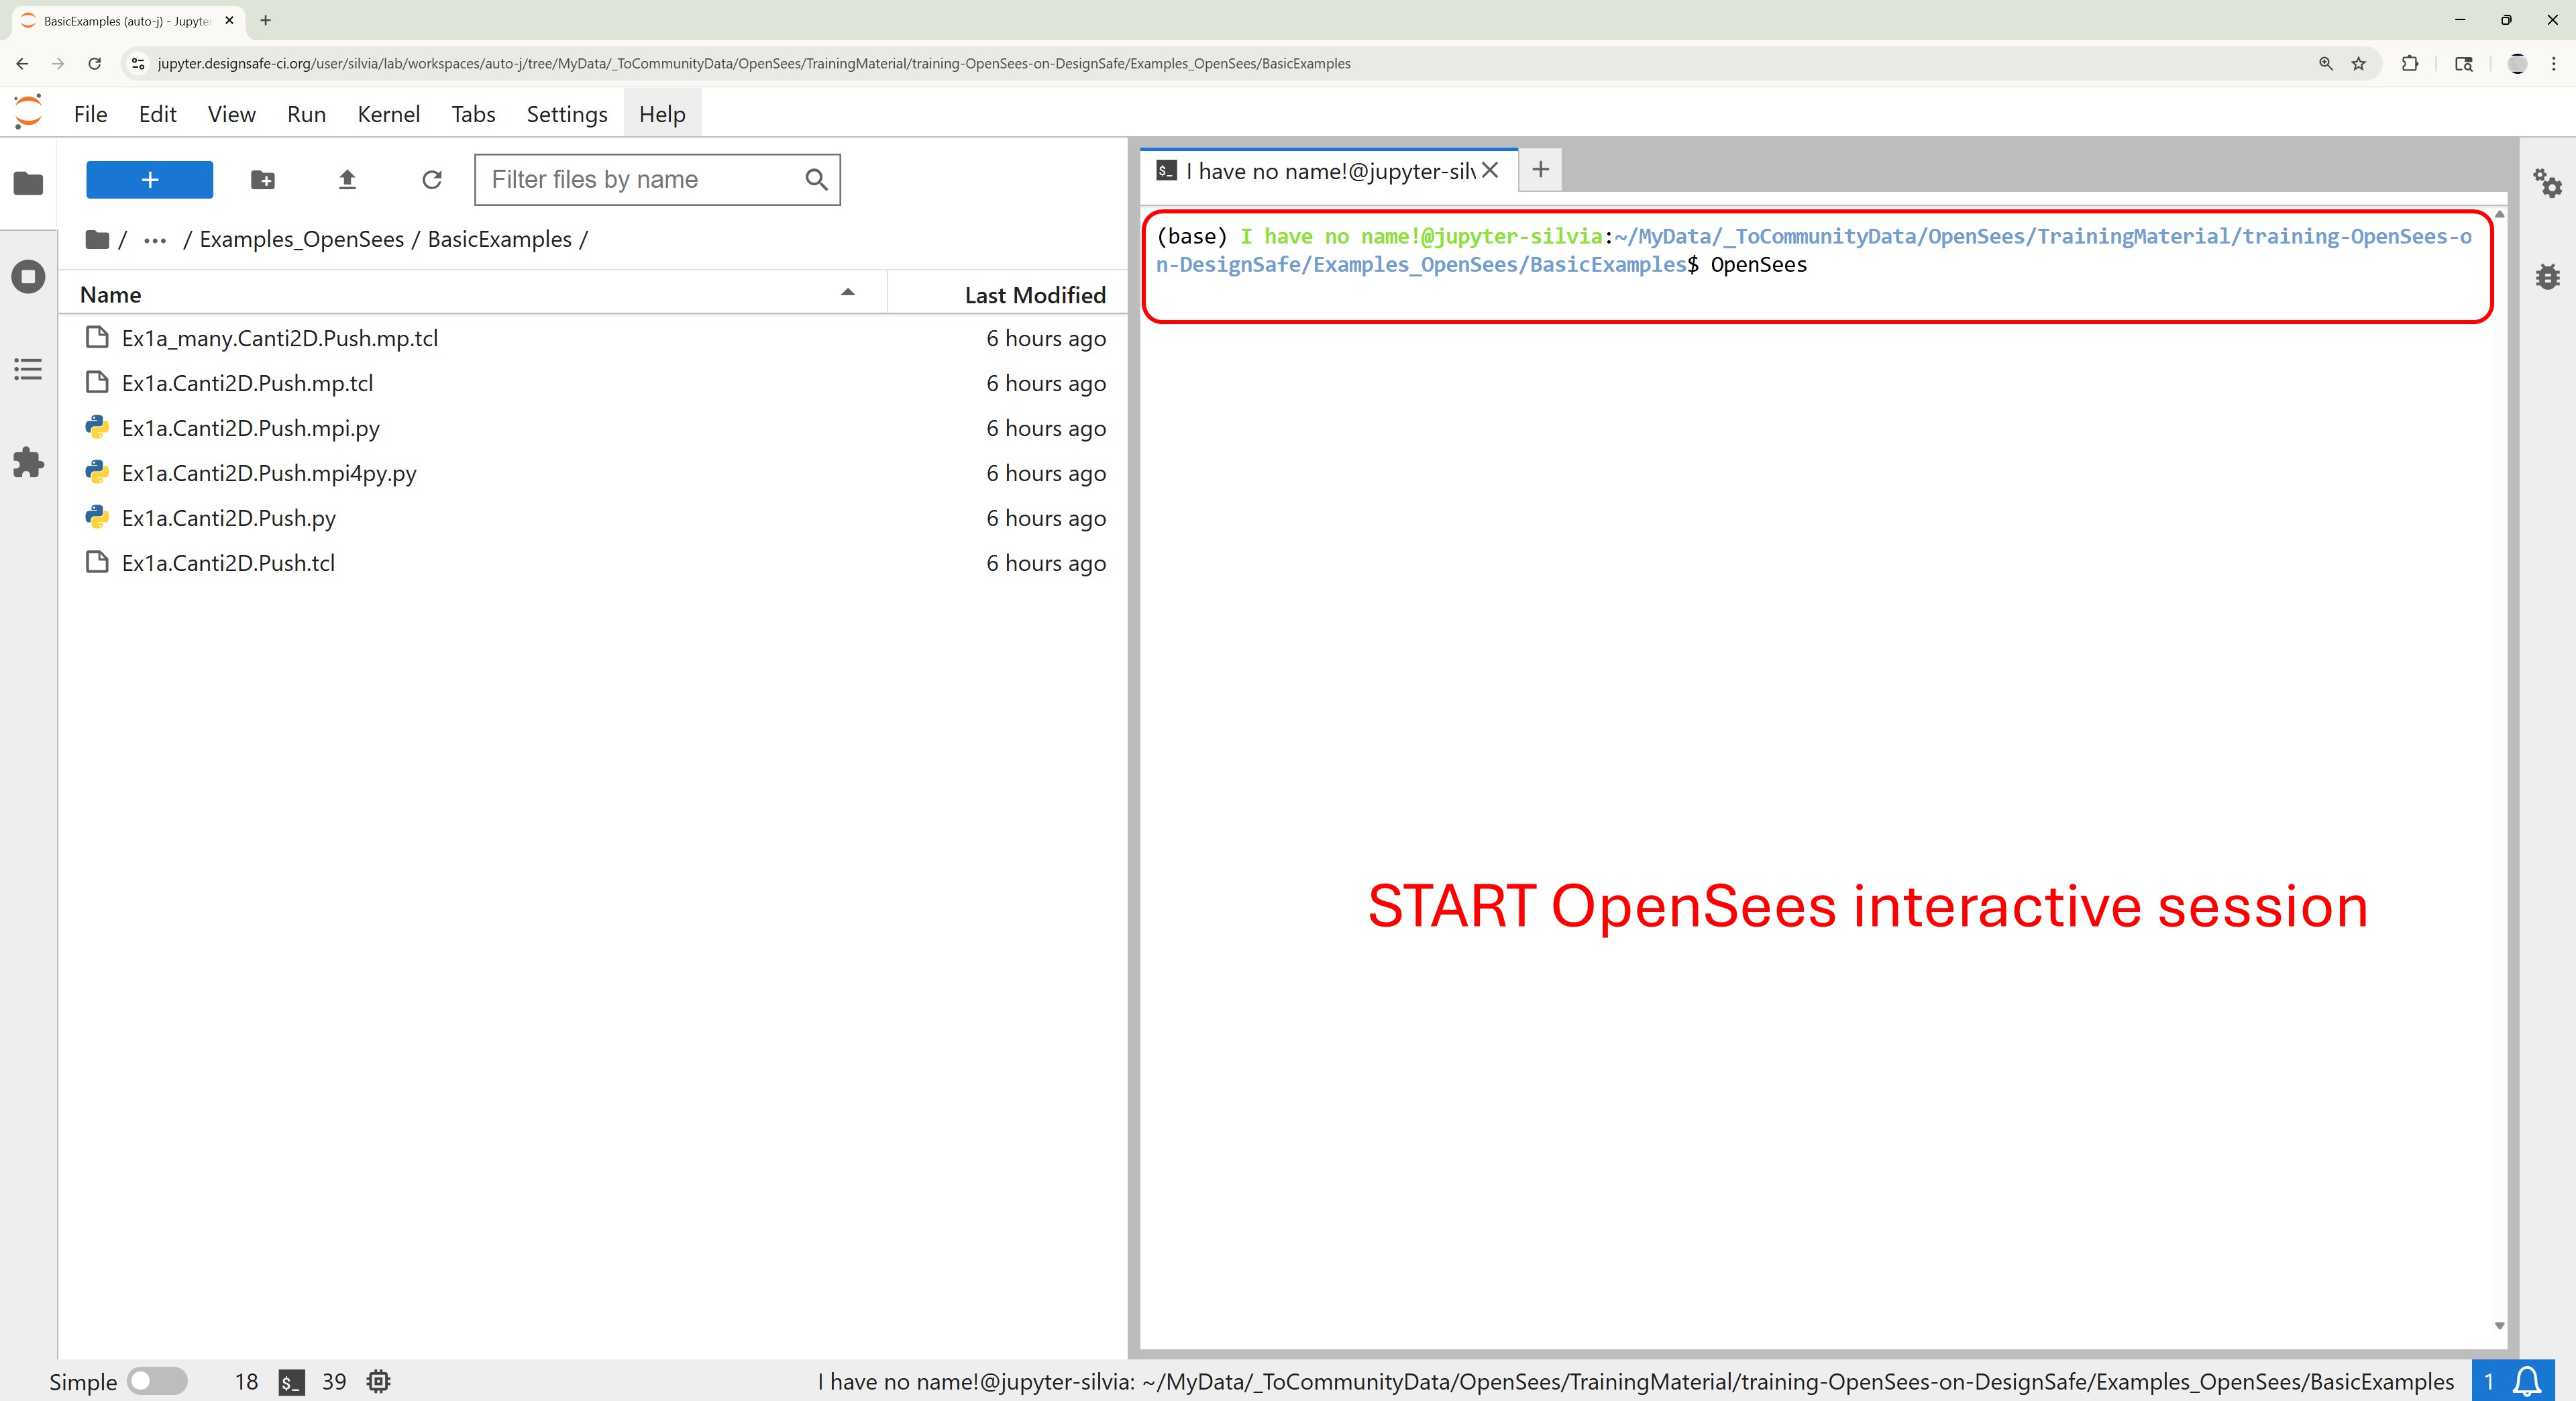 BasicExamples (auto-j) - Jupyte
jupyter.designsafe-ci.org/user/silvia/lab/workspaces/auto-j/tree/MyData/_ToCommunityData/OpenSees/TrainingMaterial/training-OpenSees-on-DesignSafe/Examples_OpenSees/BasicExamples
File Edit View Run Kernel Tabs Settings Help
+
Filter files by name
/ ··· / Examples_OpenSees / BasicExamples /
Name Last Modified
Ex1a_many.Canti2D.Push.mp.tcl 6 hours ago
Ex1a.Canti2D.Push.mp.tcl 6 hours ago
Ex1a.Canti2D.Push.mpi.py 6 hours ago
Ex1a.Canti2D.Push.mpi4py.py 6 hours ago
Ex1a.Canti2D.Push.py 6 hours ago
Ex1a.Canti2D.Push.tcl 6 hours ago
$_ I have no name!@jupyter-silv
(base) I have no name!@jupyter-silvia:~/MyData/_ToCommunityData/OpenSees/TrainingMaterial/training-OpenSees-o
n-DesignSafe/Examples_OpenSees/BasicExamples$ OpenSees
START OpenSees interactive session
Simple 18 $_ 39 I have no name!@jupyter-silvia: ~/MyData/_ToCommunityData/OpenSees/TrainingMaterial/training-OpenSees-on-DesignSafe/Examples_OpenSees/BasicExamples 1